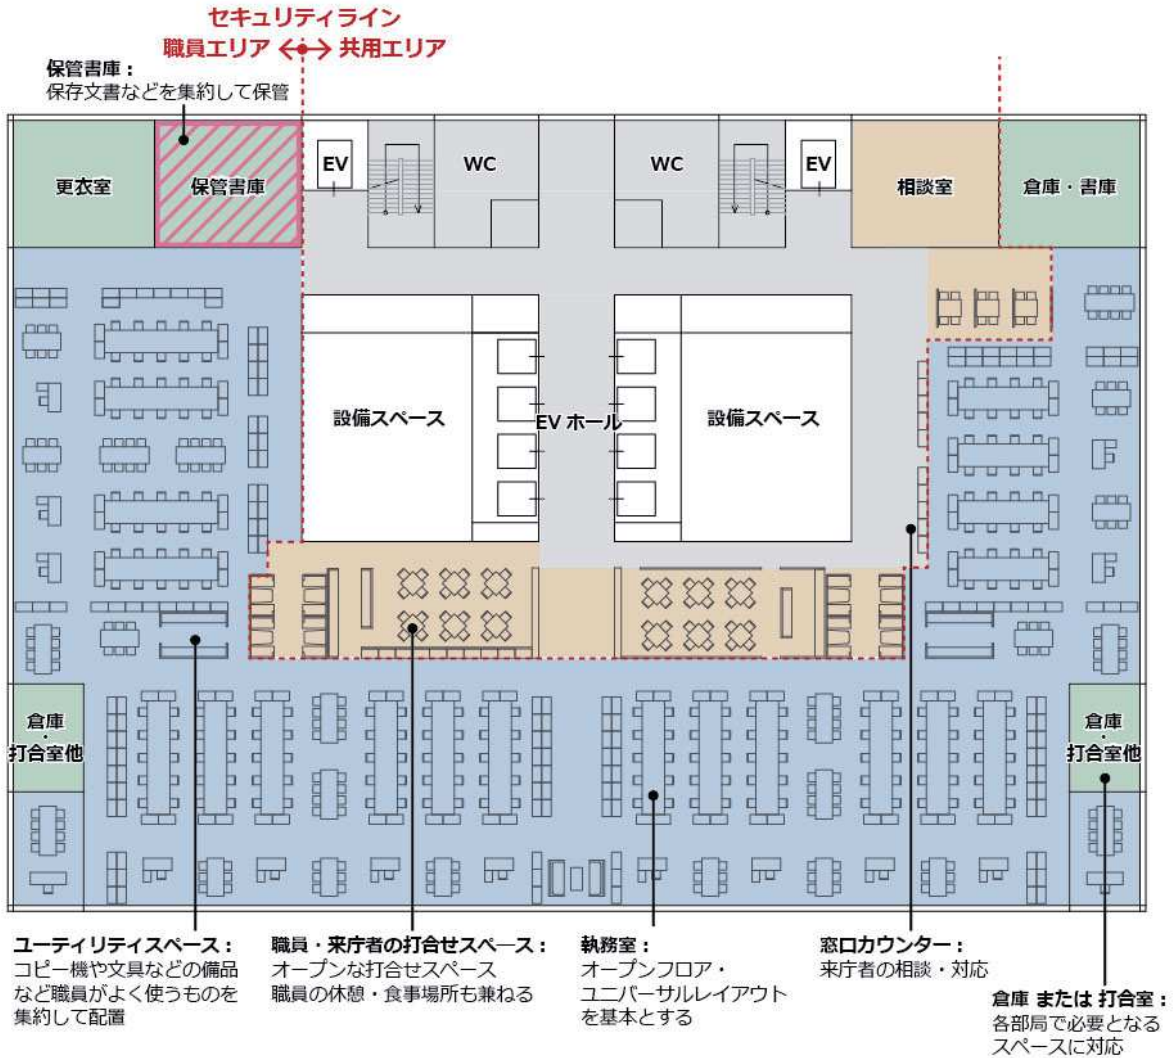 セキュリティライン
職員エリア ⟷ 共用エリア
保管書庫：
保存文書などを集約して保管
更衣室
保管書庫
EV
WC
WC
EV
相談室
倉庫・書庫
設備スペース
EV ホール
設備スペース
倉庫
・
打合室他
倉庫
・
打合室他
ユーティリティスペース：
コピー機や文具などの備品
など職員がよく使うものを
集約して配置
職員・来庁者の打合せスペース：
オープンな打合せスペース
職員の休憩・食事場所も兼ねる
執務室：
オープンフロア・
ユニバーサルレイアウト
を基本とする
窓口カウンター：
来庁者の相談・対応
倉庫 または 打合室：
各部局で必要となる
スペースに対応